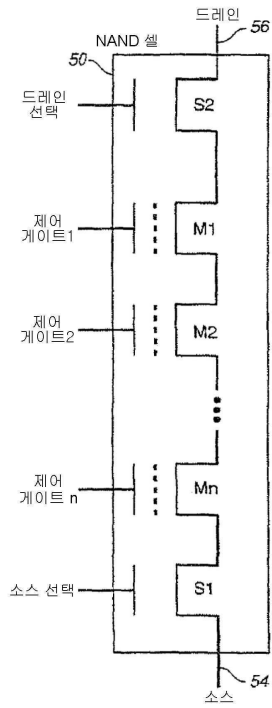 드레인
56
NAND 셀
50
드레인
선택
S2
제어
게이트1
M1
제어
게이트2
M2
제어
게이트 n
Mn
소스 선택
S1
54
소스